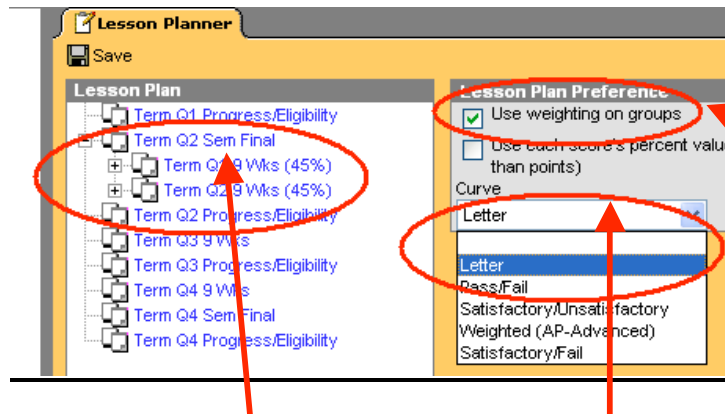 Lesson Planner
Save
Lesson Plan
Term Q1 Progress/Eligibility
Term Q2 Sem Final
Term Q1 9 Wks (45%)
Term Q2 9 Wks (45%)
Term Q2 Progress/Eligibility
Term Q3 9 Wks
Term Q3 Progress/Eligibility
Term Q4 9 Wks
Term Q4 Sem Final
Term Q4 Progress/Eligibility
Lesson Plan Preference
Use weighting on groups
Use each score's percent valu
than points)
Curve
Letter
Letter
Pass/Fail
Satisfactory/Unsatisfactory
Weighted (AP-Advanced)
Satisfactory/Fail